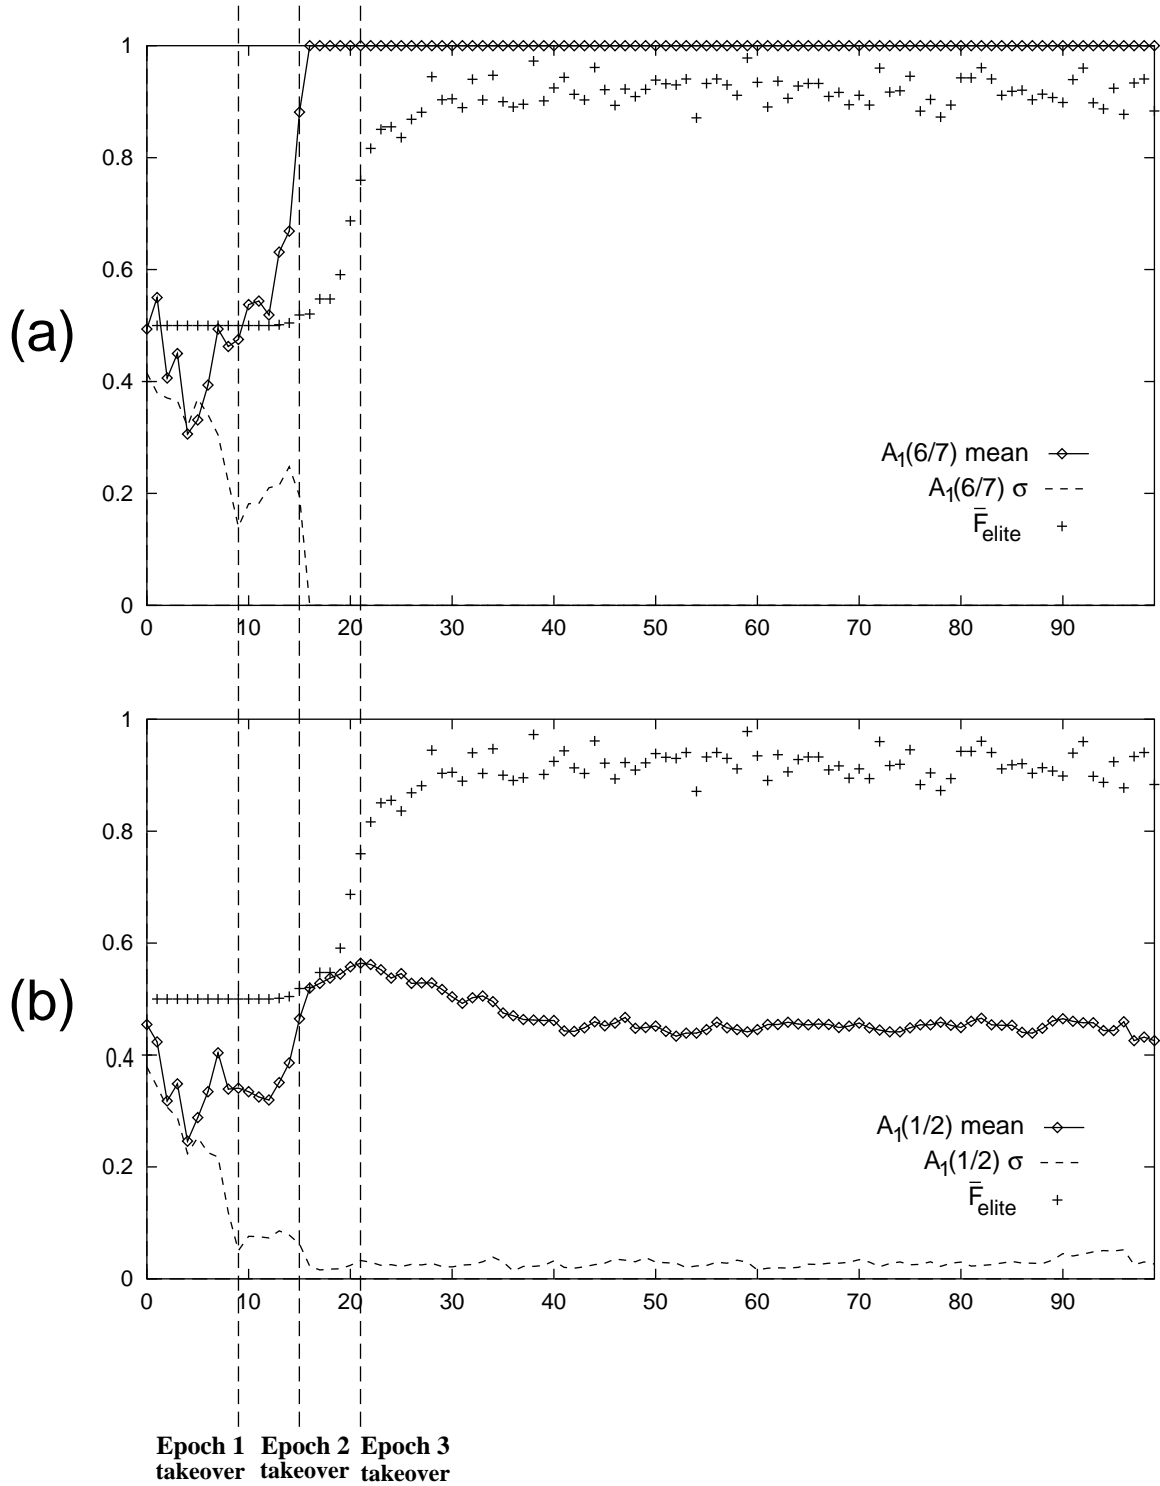 (a)
1
0.8
0.6
0.4
0.2
0
0 10 20 30 40 50 60 70 80 90
A1(6/7) mean
A1(6/7) σ
F̄elite
(b)
1
0.8
0.6
0.4
0.2
0
0 10 20 30 40 50 60 70 80 90
A1(1/2) mean
A1(1/2) σ
F̄elite
Epoch 1 Epoch 2 Epoch 3
takeover takeover takeover